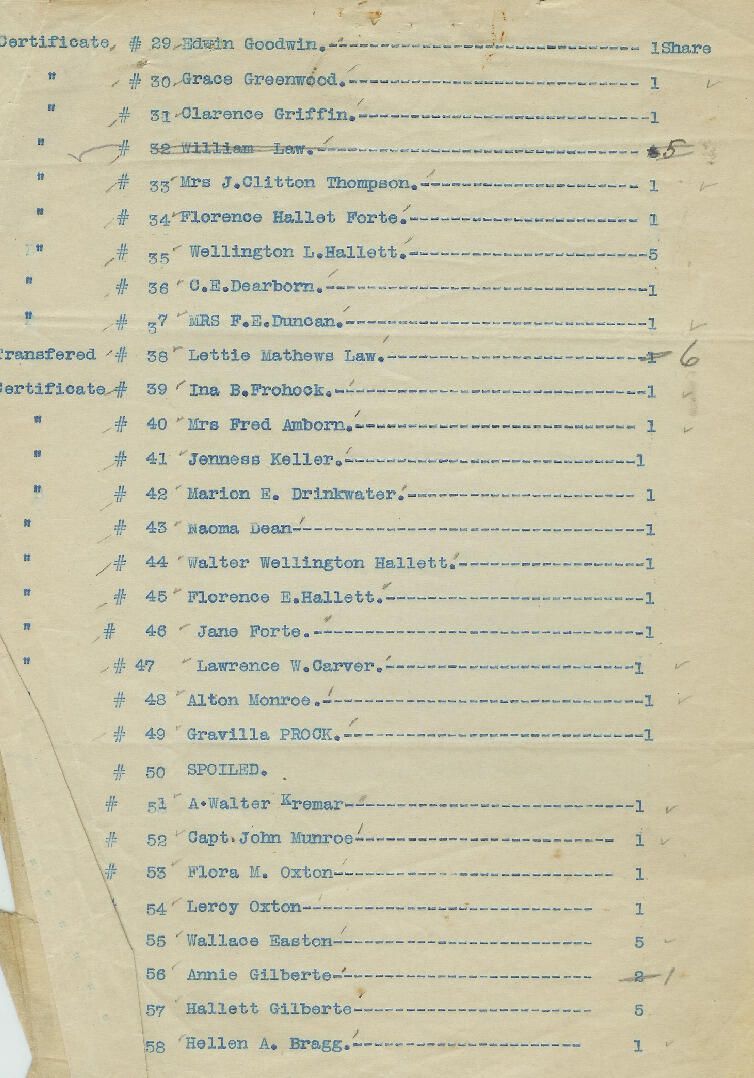 Certificate # 29 Edwin Goodwin.------------------------------ 1Share
" # 30 Grace Greenwood.----------------------------- 1
" # 31 Clarence Griffin.----------------------------1
" # 32 William Law.--------------------------------- 5
" # 33 Mrs J.Clitton Thompson.--------------------- 1
" # 34 Florence Hallet Forte.----------------------- 1
" # 35 Wellington L.Hallett.-----------------------5
" # 36 C.E.Dearborn.--------------------------------1
" # 37 MRS F.E.Duncan.-----------------------------1
Transfered # 38 Lettie Mathews Law.-------------------------1 6
Certificate # 39 Ina B.Frohock.------------------------------1
" # 40 Mrs Fred Amborn.---------------------------- 1
" # 41 Jenness Keller.-----------------------------1
" # 42 Marion E. Drinkwater.---------------------- 1
" # 43 Naoma Dean----------------------------------1
" # 44 Walter Wellington Hallett.------------------1
" # 45 Florence E.Hallett.-------------------------1
" # 46 Jane Forte.---------------------------------1
" # 47 Lawrence W.Carver.-------------------------1
# 48 Alton Monroe.-------------------------------1
# 49 Gravilla PROCK.-----------------------------1
# 50 SPOILED.
# 51 A.Walter Kremar-----------------------------1
# 52 Capt.John Munroe-------------------------- 1
# 53 Flora M. Oxton---------------------------- 1
54 Leroy Oxton------------------------------ 1
55 Wallace Easton-------------------------- 5
56 Annie Gilberte-------------------------- 2 1
57 Hallett Gilberte------------------------ 5
58 Hellen A. Bragg.----------------------- 1